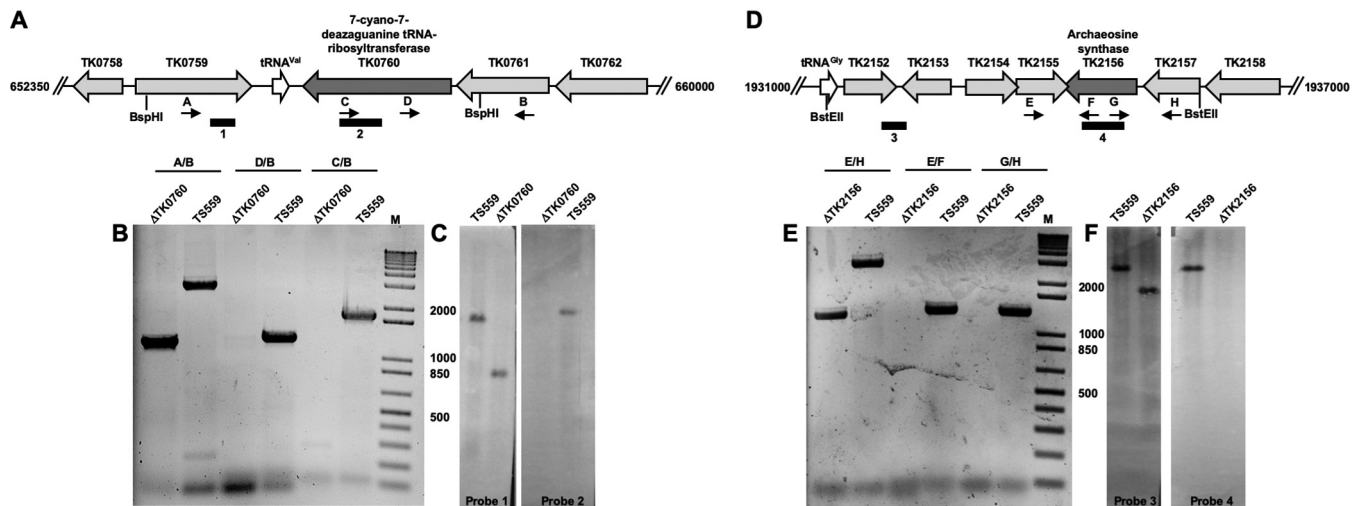 A
7-cyano-7-
deazaguanine tRNA-
ribosyltransferase
TK0758 TK0759 tRNAVal TK0760 TK0761 TK0762
652350 660000
BspHI A C D BspHI B
1 2
D
Archaeosine
synthase
tRNAGly TK2152 TK2153 TK2154 TK2155 TK2156 TK2157 TK2158
1931000 1937000
BstEII E F G H BstEII
3 4
A/B D/B C/B
ΔTK0760 TS559 ΔTK0760 TS559 ΔTK0760 TS559 M
B
C
TS559 ΔTK0760 ΔTK0760 TS559
2000
1000
850
500
Probe 1 Probe 2
E/H E/F G/H
ΔTK2156 TS559 ΔTK2156 TS559 ΔTK2156 TS559 M
E
F
TS559 ΔTK2156 TS559 ΔTK2156
2000
1000
850
500
Probe 3 Probe 4